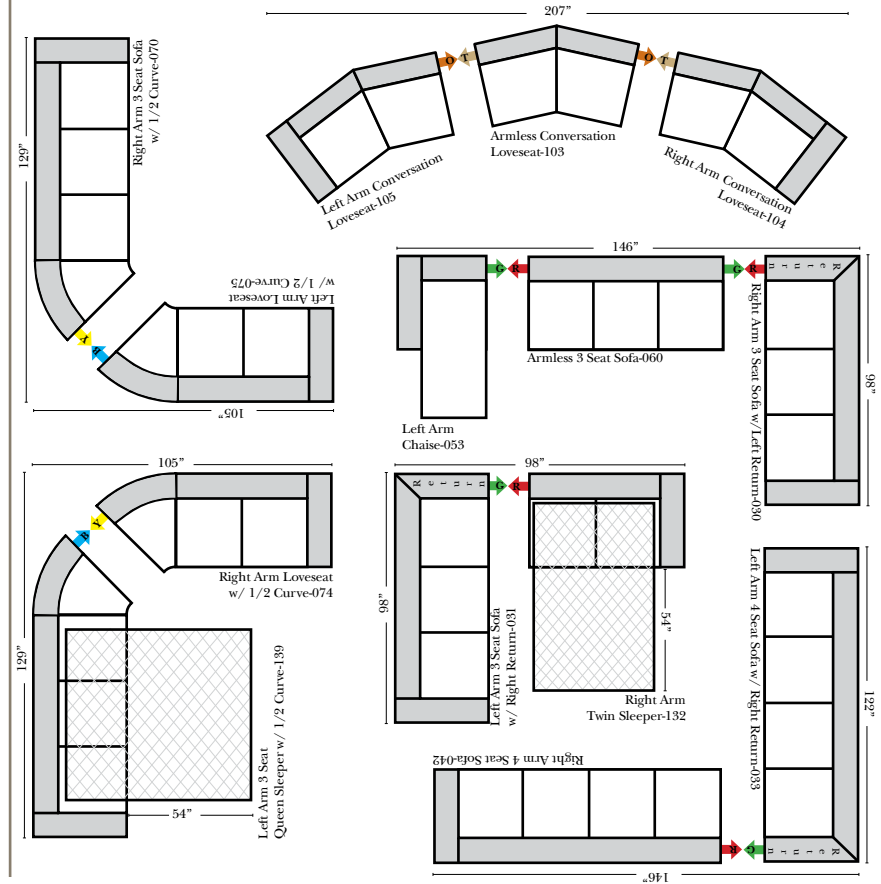 207”
O T
O T
Left Arm Conversation
Loveseat-105
Armless Conversation
Loveseat-103
Right Arm Conversation
Loveseat-104
129”
Right Arm 3 Seat Sofa
w/ 1/2 Curve-070
Y
B
Left Arm Loveseat
w/ 1/2 Curve-075
105”
146”
G R
G R
Return
Left Arm
Chaise-053
Armless 3 Seat Sofa-060
Right Arm 3 Seat Sofa w/Left Return-030
98”
105”
129”
B
Y
Right Arm Loveseat
w/ 1/2 Curve-074
Left Arm 3 Seat
Queen Sleeper w/ 1/2 Curve-139
54”
98”
Return
G R
98”
Left Arm 3 Seat Sofa
w/ Right Return-031
54”
Right Arm
Twin Sleeper-132
Left Arm 4 Seat Sofa w/ Right Return-033
122”
Right Arm 4 Seat Sofa-042
R G
Return
146”